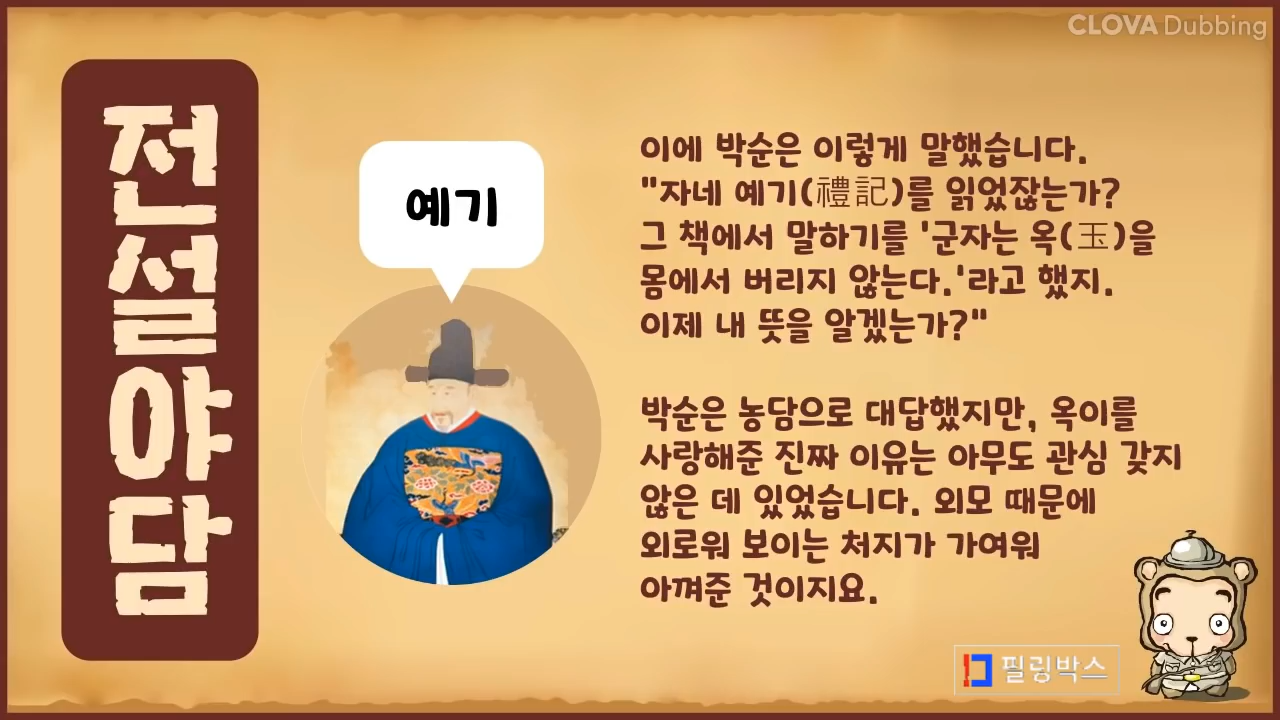 CLOVA Dubbing
전설야담
예기
이에 박순은 이렇게 말했습니다.
"자네 예기(禮記)를 읽었잖는가?
그 책에서 말하기를 '군자는 옥(玉)을
몸에서 버리지 않는다.'라고 했지.
이제 내 뜻을 알겠는가?"
박순은 농담으로 대답했지만, 옥이를
사랑해준 진짜 이유는 아무도 관심 갖지
않은 데 있었습니다. 외모 때문에
외로워 보이는 처지가 가여워
아껴준 것이지요.
필링박스